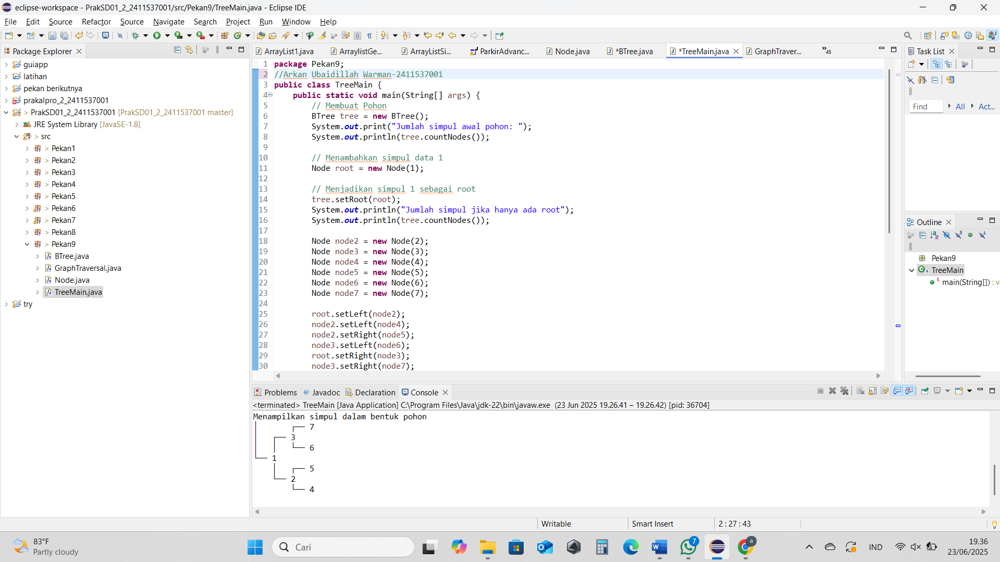 eclipse-workspace - PrakSD01_2_2411537001/src/Pekan9/TreeMain.java - Eclipse IDE
File Edit Source Refactor Source Navigate Search Project Run Window Help
Package Explorer
guiapp
latihan
pekan berikutnya
prakalpro_2_2411537001
> PrakSD01_2_2411537001 [PrakSD01_2_2411537001 master]
JRE System Library [JavaSE-1.8]
> src
> Pekan1
> Pekan2
> Pekan3
> Pekan4
> Pekan5
> Pekan6
> Pekan7
> Pekan8
> Pekan9
BTree.java
GraphTraversal.java
Node.java
TreeMain.java
try
ArrayList1.java ArraylistGe... ArrayListSi... ParkirAdvanc... Node.java *BTree.java *TreeMain.java GraphTraver... »45
1 package Pekan9;
2 //Arkan Ubaidillah Warman-2411537001
3 public class TreeMain {
4 public static void main(String[] args) {
5 // Membuat Pohon
6 BTree tree = new BTree();
7 System.out.print("Jumlah simpul awal pohon: ");
8 System.out.println(tree.countNodes());
9
10 // Menambahkan simpul data 1
11 Node root = new Node(1);
12
13 // Menjadikan simpul 1 sebagai root
14 tree.setRoot(root);
15 System.out.println("Jumlah simpul jika hanya ada root");
16 System.out.println(tree.countNodes());
17
18 Node node2 = new Node(2);
19 Node node3 = new Node(3);
20 Node node4 = new Node(4);
21 Node node5 = new Node(5);
22 Node node6 = new Node(6);
23 Node node7 = new Node(7);
24
25 root.setLeft(node2);
26 node2.setLeft(node4);
27 node2.setRight(node5);
28 node3.setLeft(node6);
29 root.setRight(node3);
30 node3.setRight(node7);
Task List
Find All Act...
Outline
Pekan9
TreeMain
main(String[]) : v
Problems @ Javadoc Declaration Console
<terminated> TreeMain [Java Application] C:\Program Files\Java\jdk-22\bin\javaw.exe (23 Jun 2025 19.26.41 – 19.26.42) [pid: 36704]
Menampilkan simpul dalam bentuk pohon
│       ┌── 7
│   ┌── 3
│   │   └── 6
└── 1
    │   ┌── 5
    └── 2
        └── 4
Writable Smart Insert 2 : 27 : 43
83°F
Partly cloudy
Cari
7
a
IND
19.36
23/06/2025